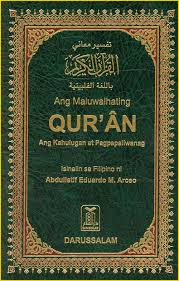 تفسير معاني
القرآن الكريم
باللغة الفلبينية
Ang Maluwalhating
QUR'ÂN
Ang Kahulugan at Pagpapaliwanag
Isinalin sa Filipino ni
Abdullatif Eduardo M. Arceo
DARUSSALAM